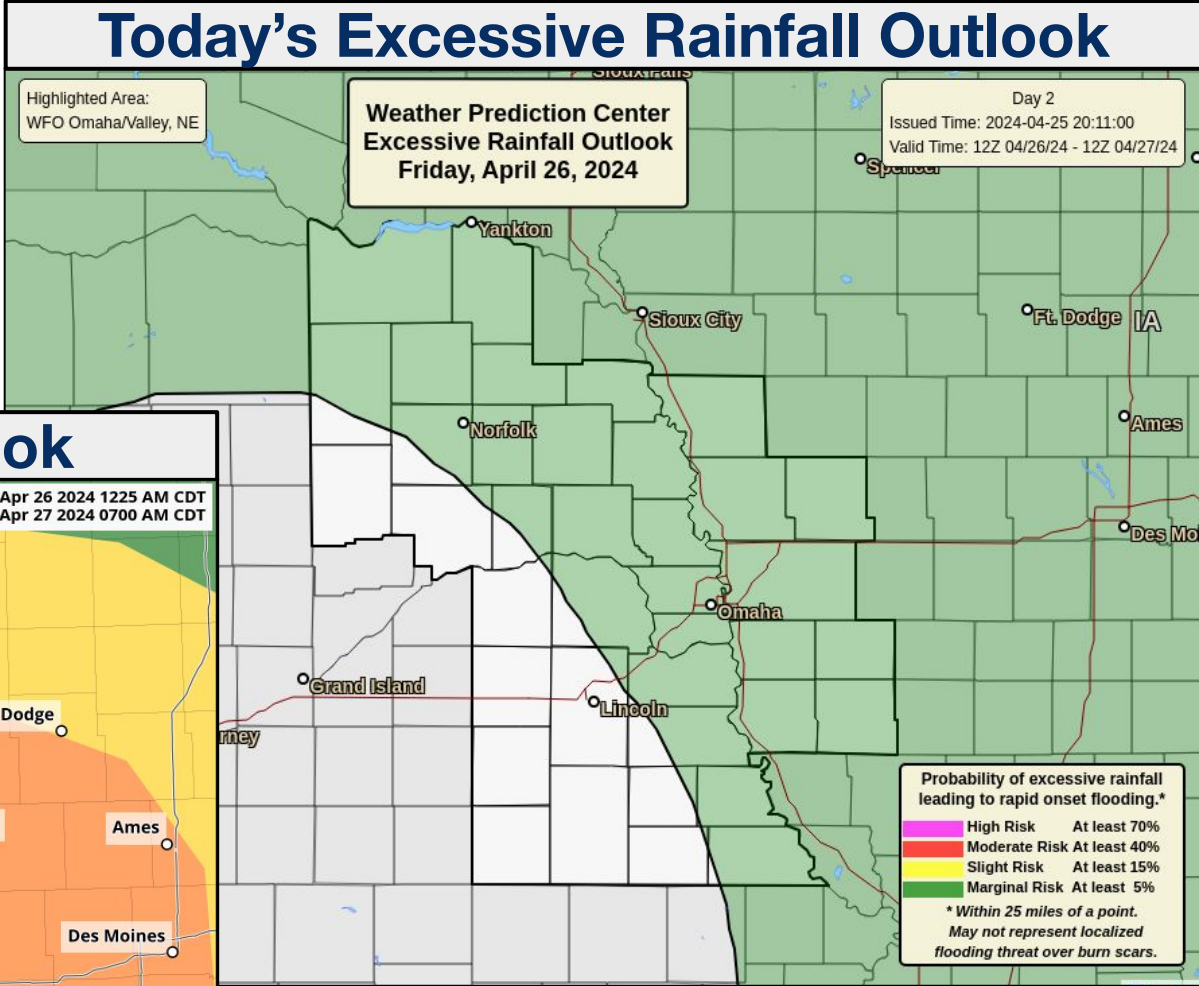 Today's Excessive Rainfall Outlook
Highlighted Area:
WFO Omaha/Valley, NE
Weather Prediction Center
Excessive Rainfall Outlook
Friday, April 26, 2024
Day 2
Issued Time: 2024-04-25 20:11:00
Valid Time: 12Z 04/26/24 - 12Z 04/27/24
Sioux Falls
Spencer
Yankton
Sioux City
Ft. Dodge
IA
Ames
Norfolk
Des Moi
Omaha
Grand Island
Lincoln
rney
ok
Apr 26 2024 1225 AM CDT
Apr 27 2024 0700 AM CDT
Dodge
Ames
Des Moines
Probability of excessive rainfall
leading to rapid onset flooding.*
High Risk At least 70%
Moderate Risk At least 40%
Slight Risk At least 15%
Marginal Risk At least 5%
* Within 25 miles of a point.
May not represent localized
flooding threat over burn scars.